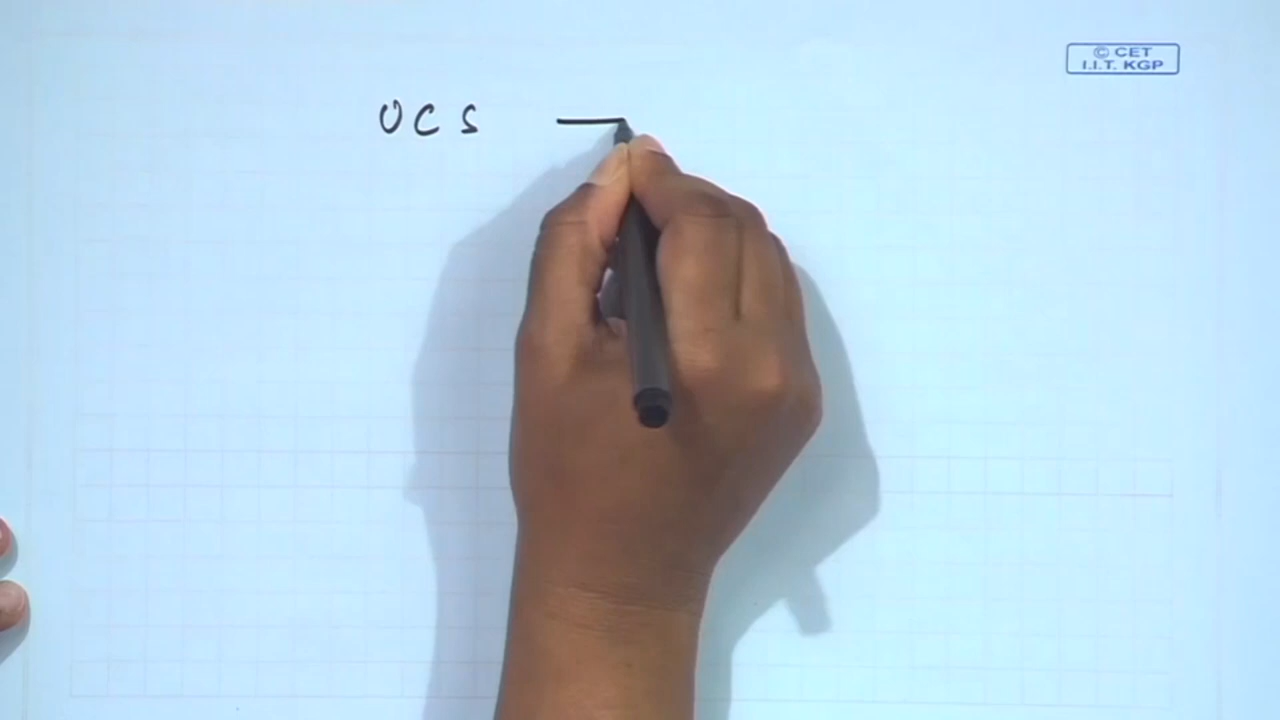 UCS —
© CET
I.I.T. KGP